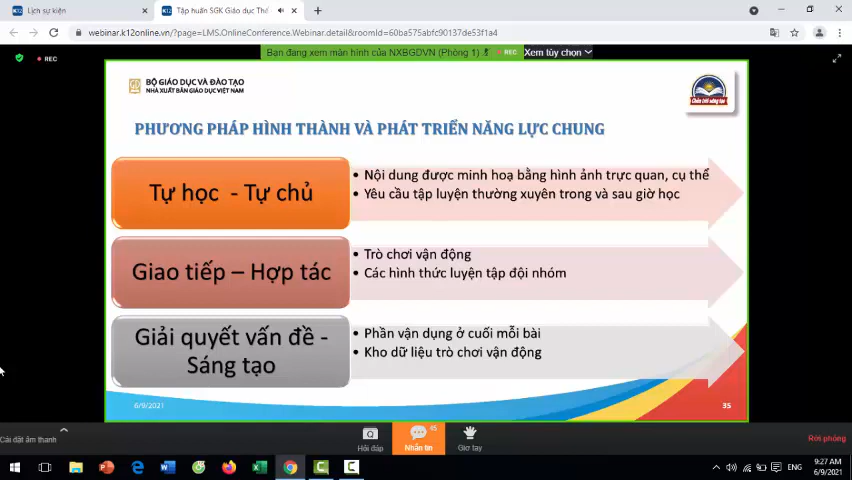 Lịch sự kiện
Tập huấn SGK Giáo dục Thể
webinar.k12online.vn/?page=LMS.OnlineConference.Webinar.detail&roomId=60ba575abfc90137de53f1a4
Bạn đang xem màn hình của NXBGDVN (Phòng 1)
REC
Xem tùy chọn
REC
BỘ GIÁO DỤC VÀ ĐÀO TẠO
NHÀ XUẤT BẢN GIÁO DỤC VIỆT NAM
Chân trời sáng tạo
PHƯƠNG PHÁP HÌNH THÀNH VÀ PHÁT TRIỂN NĂNG LỰC CHUNG
Tự học - Tự chủ
• Nội dung được minh hoạ bằng hình ảnh trực quan, cụ thể
• Yêu cầu tập luyện thường xuyên trong và sau giờ học
Giao tiếp – Hợp tác
• Trò chơi vận động
• Các hình thức luyện tập đội nhóm
Giải quyết vấn đề -
Sáng tạo
• Phần vận dụng ở cuối mỗi bài
• Kho dữ liệu trò chơi vận động
6/9/2021
35
Cài đặt âm thanh
Hỏi đáp
45
Nhắn tin
Giơ tay
Rời phòng
ENG
9:27 AM
6/9/2021